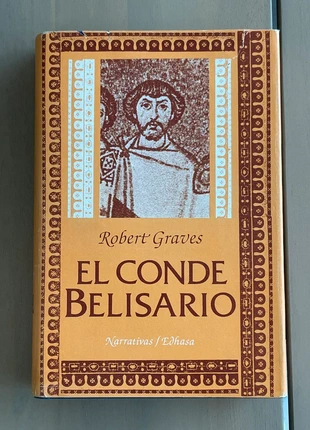 Robert Graves
EL CONDE
BELISARIO
Narrativas / Edhasa